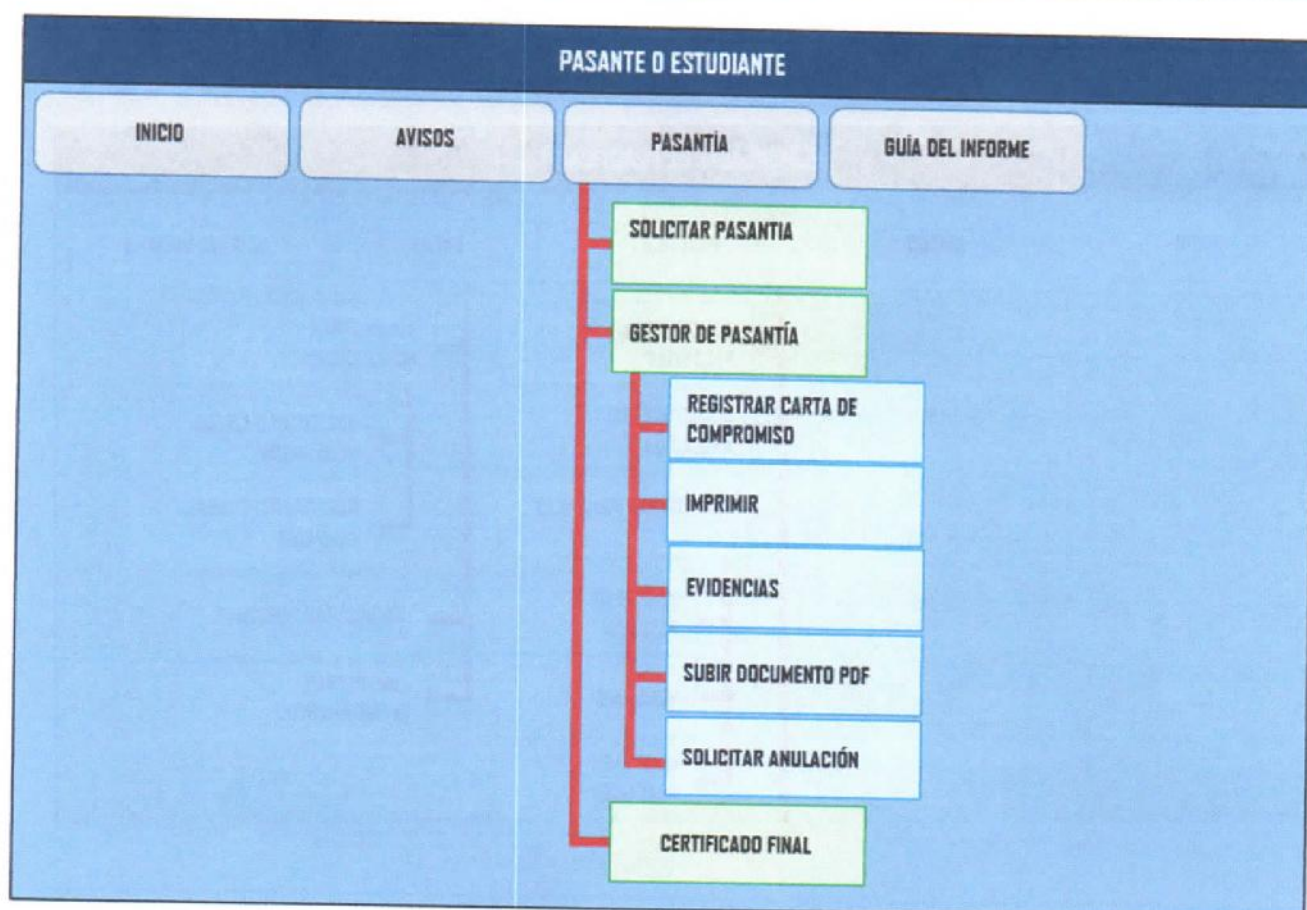 PASANTE O ESTUDIANTE
INICIO
AVISOS
PASANTÍA
GUÍA DEL INFORME
SOLICITAR PASANTIA
GESTOR DE PASANTÍA
REGISTRAR CARTA DE
COMPROMISO
IMPRIMIR
EVIDENCIAS
SUBIR DOCUMENTO PDF
SOLICITAR ANULACIÓN
CERTIFICADO FINAL